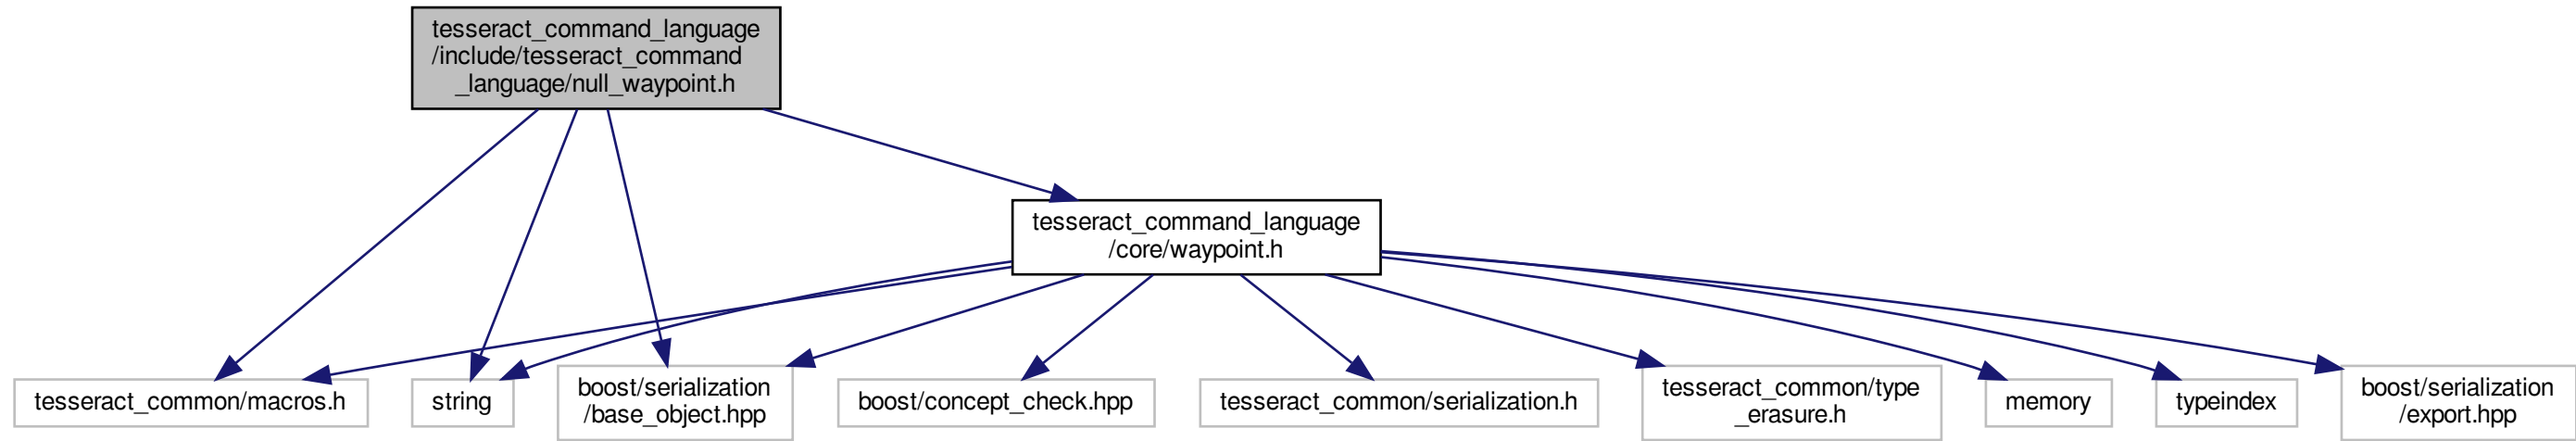 tesseract_command_language
/include/tesseract_command
_language/null_waypoint.h
tesseract_command_language
/core/waypoint.h
tesseract_common/macros.h
string
boost/serialization
/base_object.hpp
boost/concept_check.hpp
tesseract_common/serialization.h
tesseract_common/type
_erasure.h
memory
typeindex
boost/serialization
/export.hpp